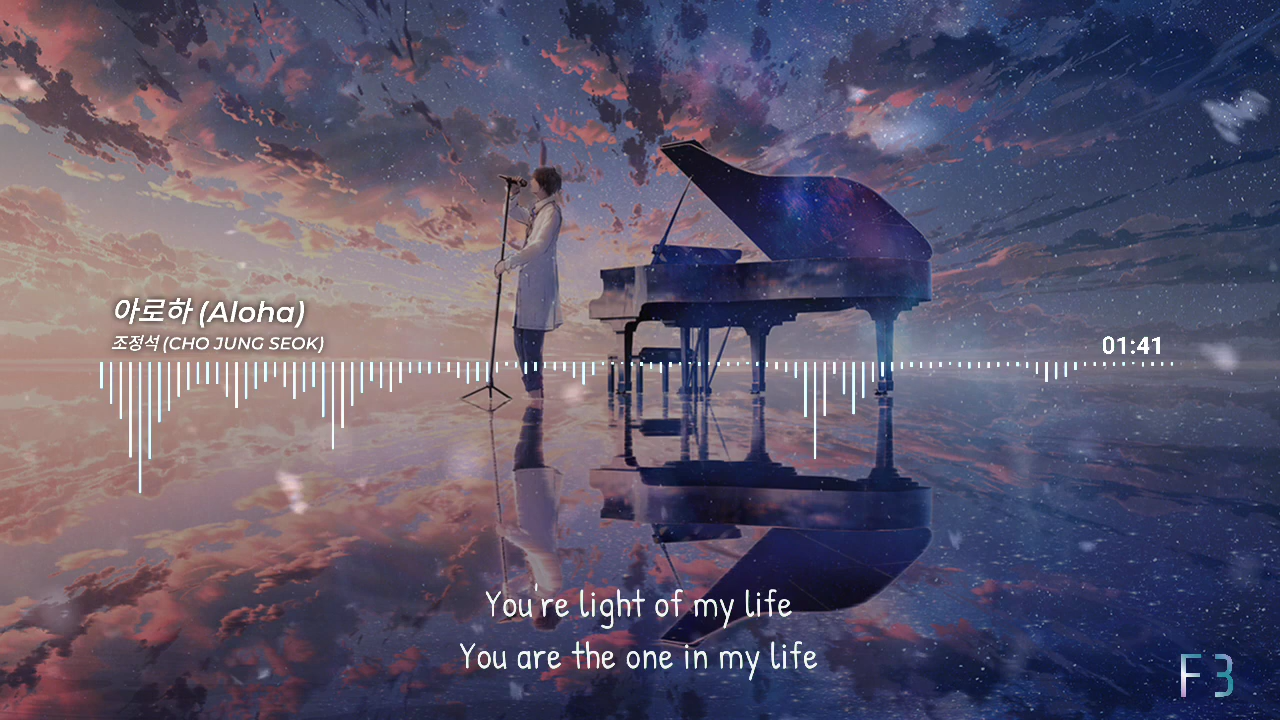 아로하 (Aloha)
조정석 (CHO JUNG SEOK)
01:41
You're light of my life
You are the one in my life
F3